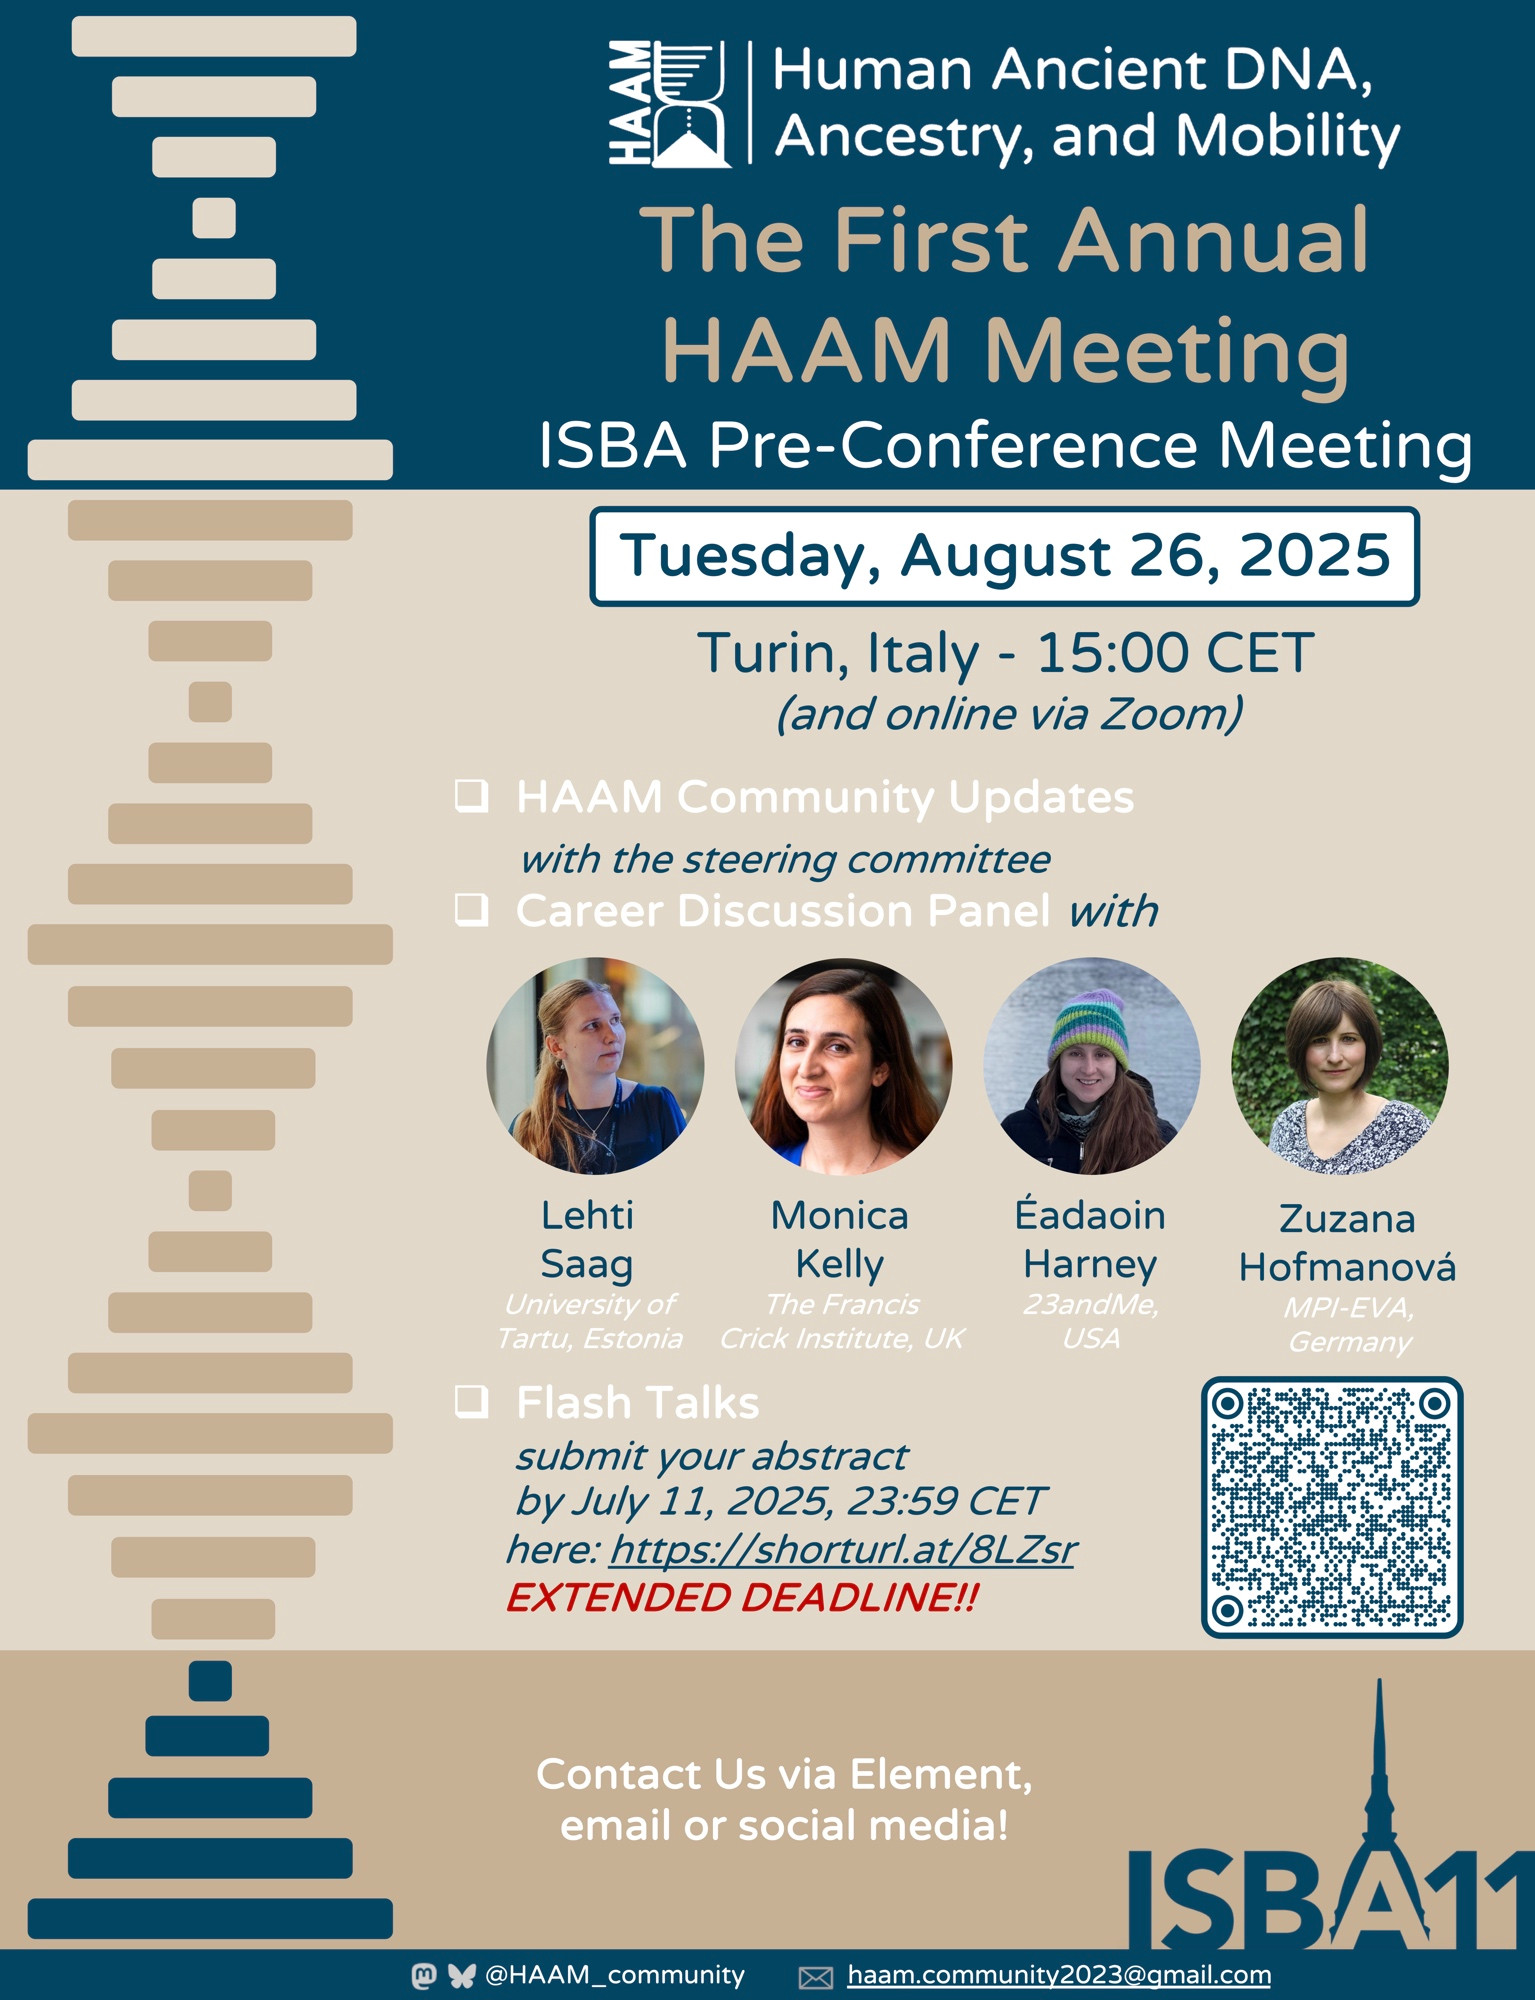 HAAM
Human Ancient DNA,
Ancestry, and Mobility
The First Annual
HAAM Meeting
ISBA Pre-Conference Meeting
Tuesday, August 26, 2025
Turin, Italy - 15:00 CET
(and online via Zoom)
❑ HAAM Community Updates
with the steering committee
❑ Career Discussion Panel with
Lehti
Saag
University of
Tartu, Estonia
Monica
Kelly
The Francis
Crick Institute, UK
Éadaoin
Harney
23andMe,
USA
Zuzana
Hofmanová
MPI-EVA,
Germany
❑ Flash Talks
submit your abstract
by July 11, 2025, 23:59 CET
here: https://shorturl.at/8LZsr
EXTENDED DEADLINE!!
Contact Us via Element,
email or social media!
ISBA11
@HAAM_community
haam.community2023@gmail.com